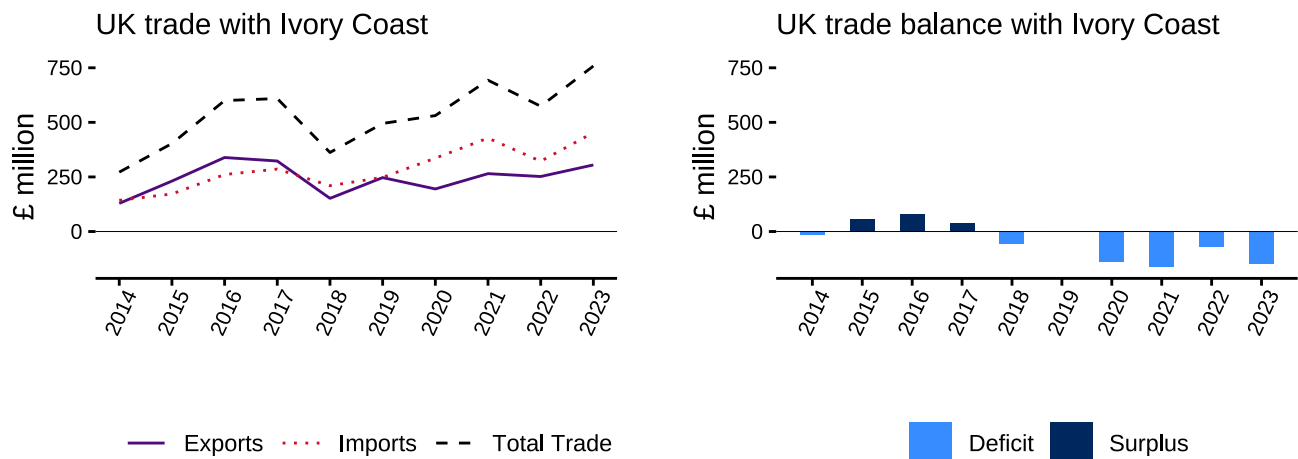 UK trade with Ivory Coast
750
500
250
0
£ million
2014 2015 2016 2017 2018 2019 2020 2021 2022 2023
Exports Imports Total Trade
UK trade balance with Ivory Coast
750
500
250
0
£ million
2014 2015 2016 2017 2018 2019 2020 2021 2022 2023
Deficit Surplus